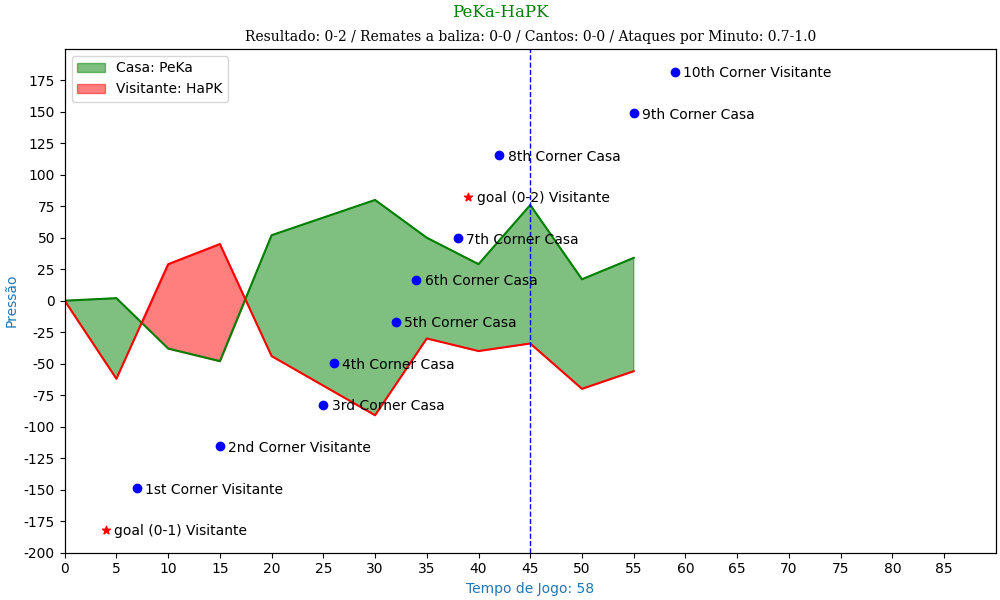 PeKa-HaPK
Resultado: 0-2 / Remates a baliza: 0-0 / Cantos: 0-0 / Ataques por Minuto: 0.7-1.0
Casa: PeKa
Visitante: HaPK
10th Corner Visitante
9th Corner Casa
8th Corner Casa
goal (0-2) Visitante
7th Corner Casa
6th Corner Casa
5th Corner Casa
4th Corner Casa
3rd Corner Casa
2nd Corner Visitante
1st Corner Visitante
goal (0-1) Visitante
Pressão
175
150
125
100
75
50
25
0
-25
-50
-75
-100
-125
-150
-175
-200
0 5 10 15 20 25 30 35 40 45 50 55 60 65 70 75 80 85
Tempo de Jogo: 58